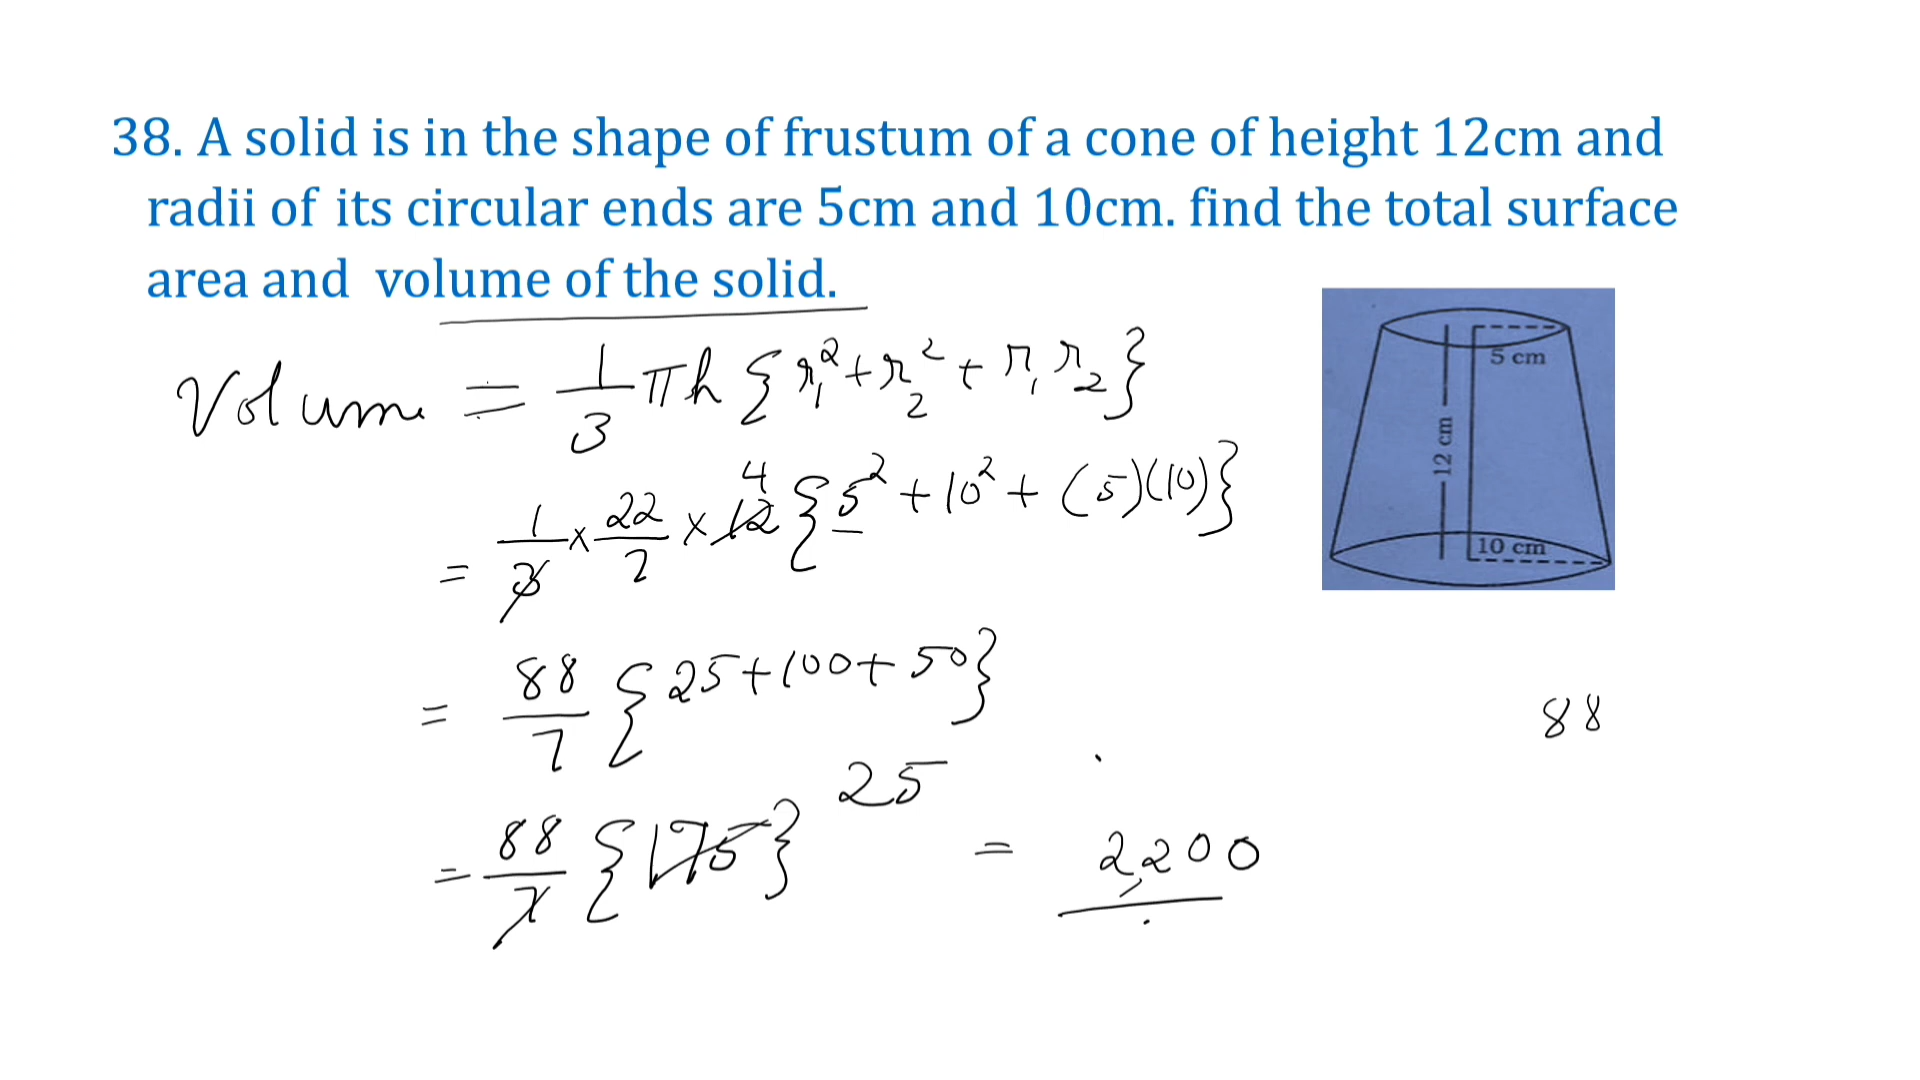 38. A solid is in the shape of frustum of a cone of height 12cm and
radii of its circular ends are 5cm and 10cm. find the total surface
area and volume of the solid.
Volume = 1/3 πh {r₁² + r₂² + r₁ r₂}
5 cm
12 cm
10 cm
= 1/3 × 22/7 × 12 4 {5² + 10² + (5)(10)}
= 88/7 {25+100+50}
88
= 88/7 {175} 25 = 2,200